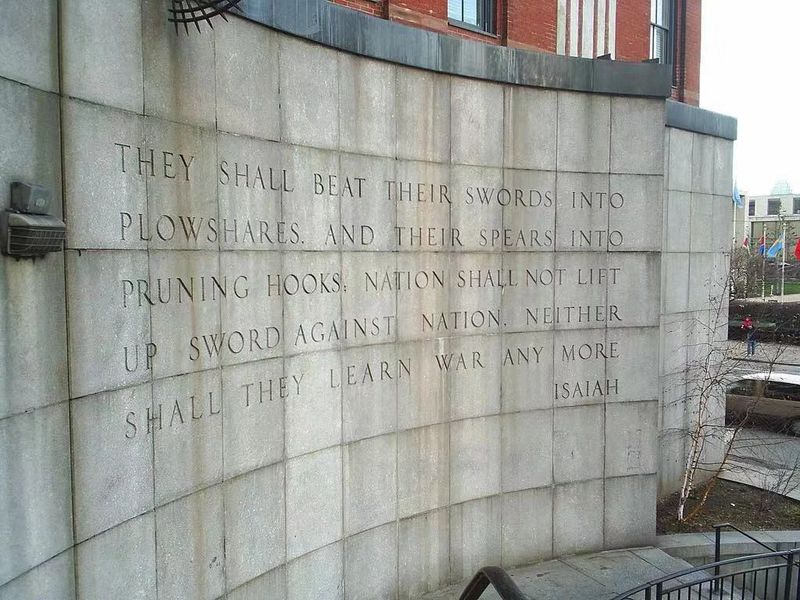 THEY SHALL BEAT THEIR SWORDS INTO
PLOWSHARES. AND THEIR SPEARS INTO
PRUNING HOOKS; NATION SHALL NOT LIFT
UP SWORD AGAINST NATION. NEITHER
SHALL THEY LEARN WAR ANY MORE
ISAIAH